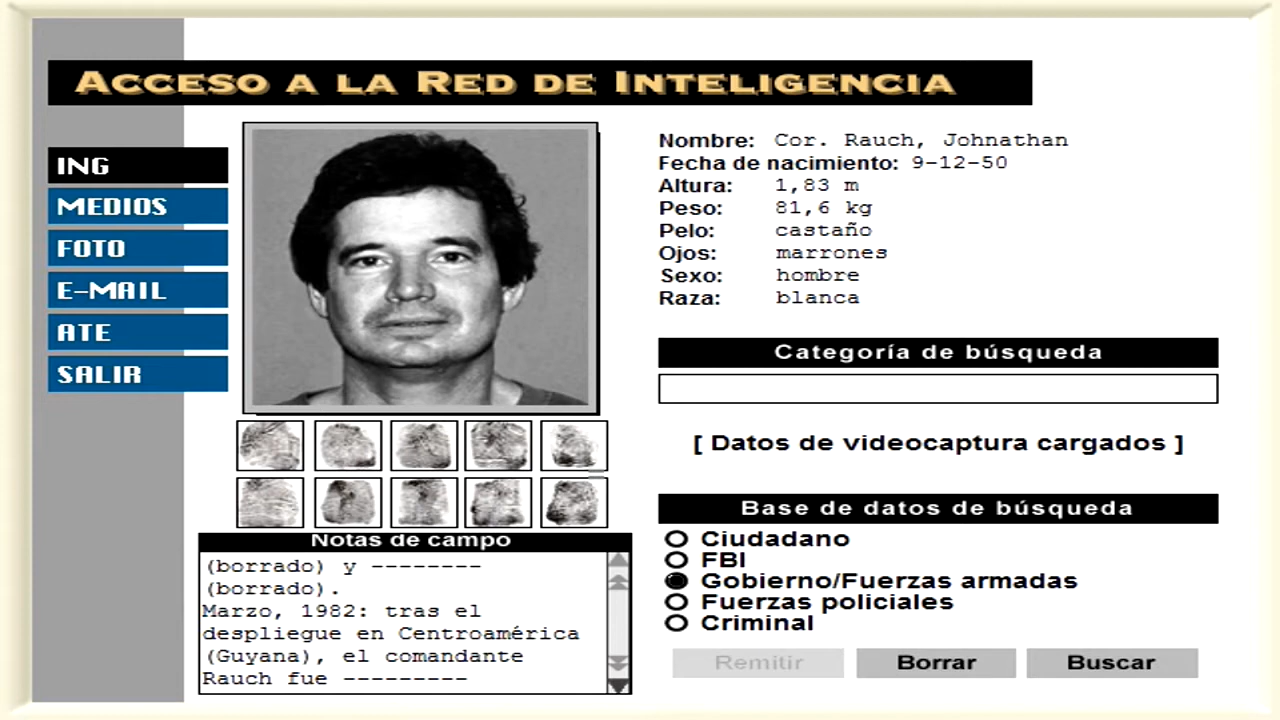 ACCESO A LA RED DE INTELIGENCIA
ING
MEDIOS
FOTO
E-MAIL
ATE
SALIR
Nombre: Cor. Rauch, Johnathan
Fecha de nacimiento: 9-12-50
Altura: 1,83 m
Peso: 81,6 kg
Pelo: castaño
Ojos: marrones
Sexo: hombre
Raza: blanca
Categoría de búsqueda
[ Datos de videocaptura cargados ]
Base de datos de búsqueda
Ciudadano
FBI
Gobierno/Fuerzas armadas
Fuerzas policiales
Criminal
Remitir
Borrar
Buscar
Notas de campo
(borrado) y --------
(borrado).
Marzo, 1982: tras el
despliegue en Centroamérica
(Guyana), el comandante
Rauch fue ---------